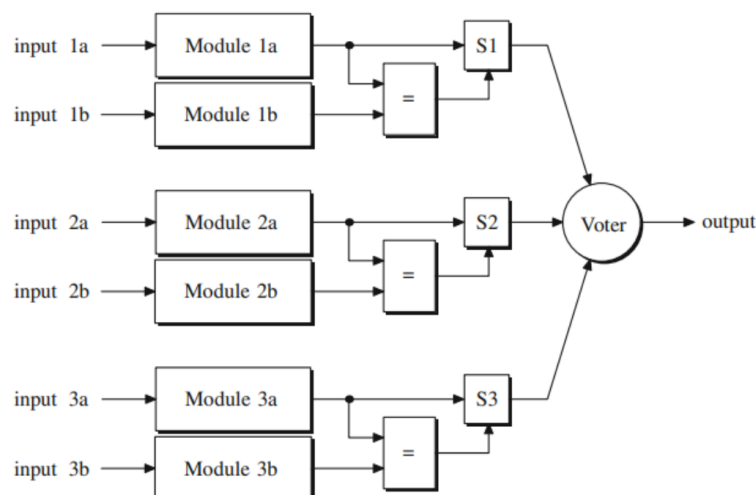 input 1a Module 1a S1
input 1b Module 1b =
input 2a Module 2a S2 Voter output
input 2b Module 2b =
input 3a Module 3a S3
input 3b Module 3b =